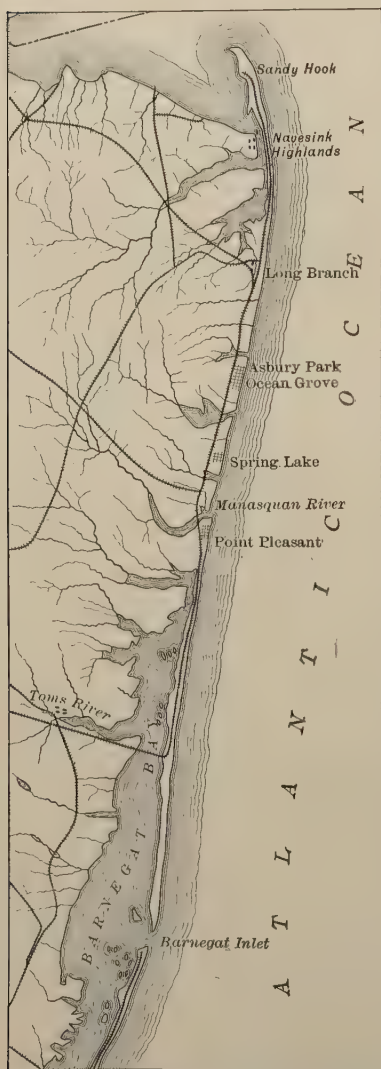 Sandy Hook
Navesink
Highlands
Long Branch
Asbury Park
Ocean Grove
Spring Lake
Manasquan River
Point Pleasant
Toms River
BARNEGAT BAY
Barnegat Inlet
ATLANTIC OCEAN